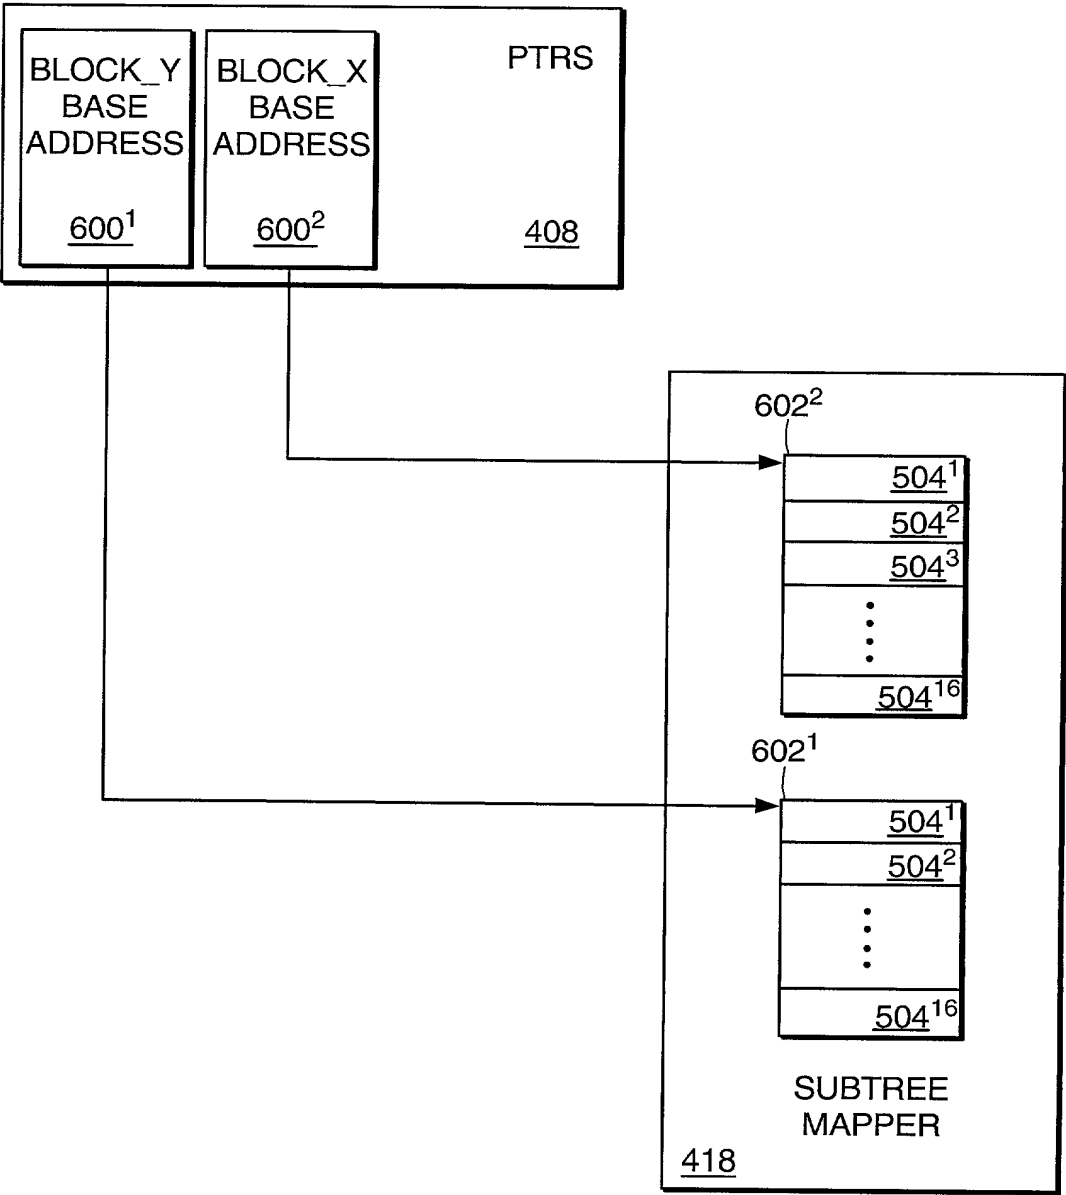 BLOCK_Y
BASE
ADDRESS
600¹
BLOCK_X
BASE
ADDRESS
600²
PTRS
408
602²
504¹
504²
504³
504¹⁶
602¹
504¹
504²
504¹⁶
SUBTREE
MAPPER
418